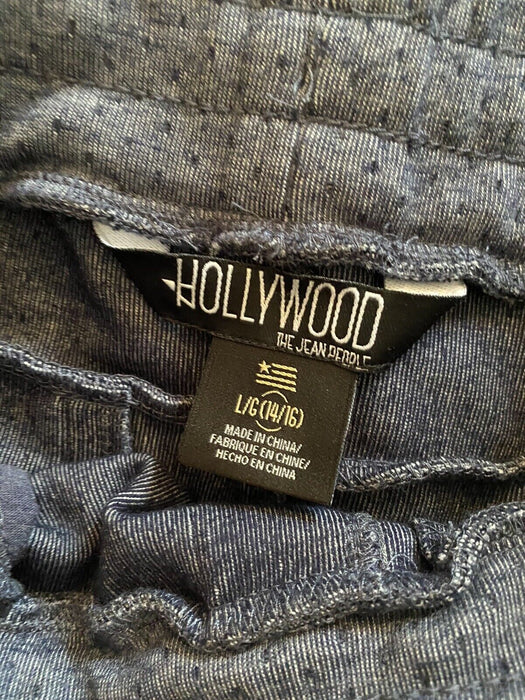 HOLLYWOOD
THE JEAN PEOPLE
L/G(14/16)
MADE IN CHINA/
FABRIQUE EN CHINE/
HECHO EN CHINA